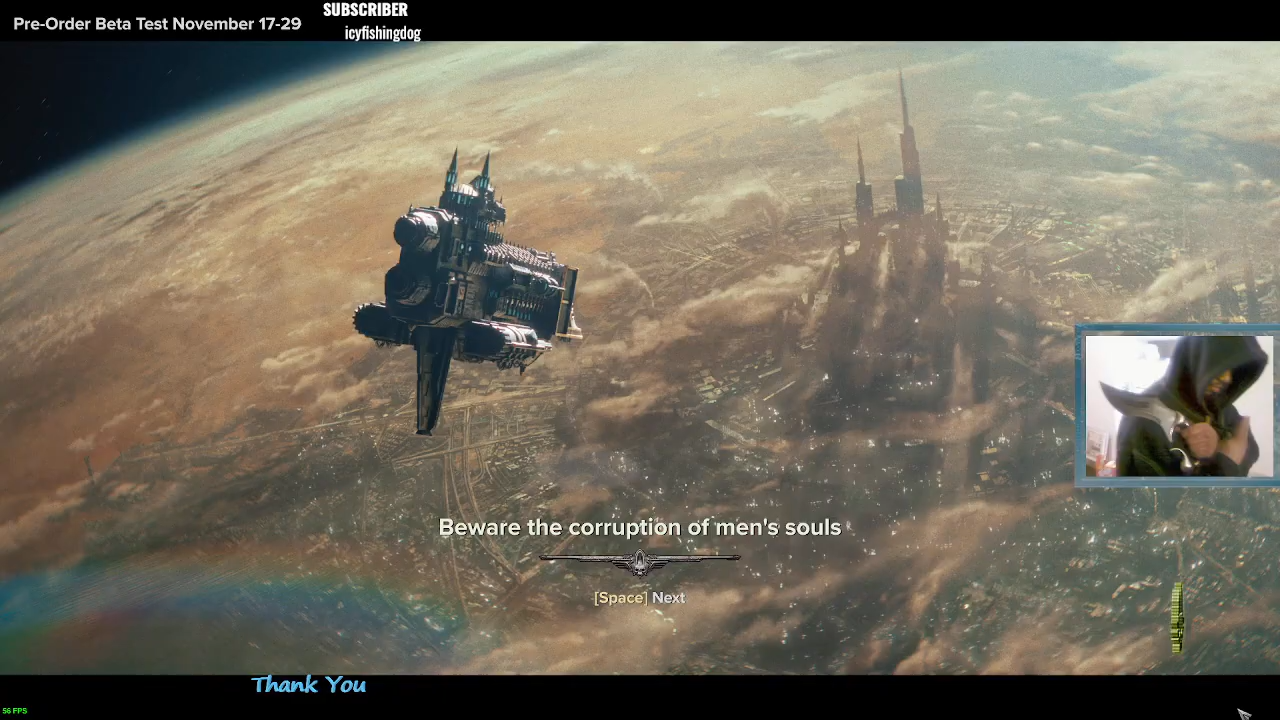 SUBSCRIBER
Pre-Order Beta Test November 17-29
icyfishingdog
Beware the corruption of men's souls
[Space] Next
Thank You
56 FPS